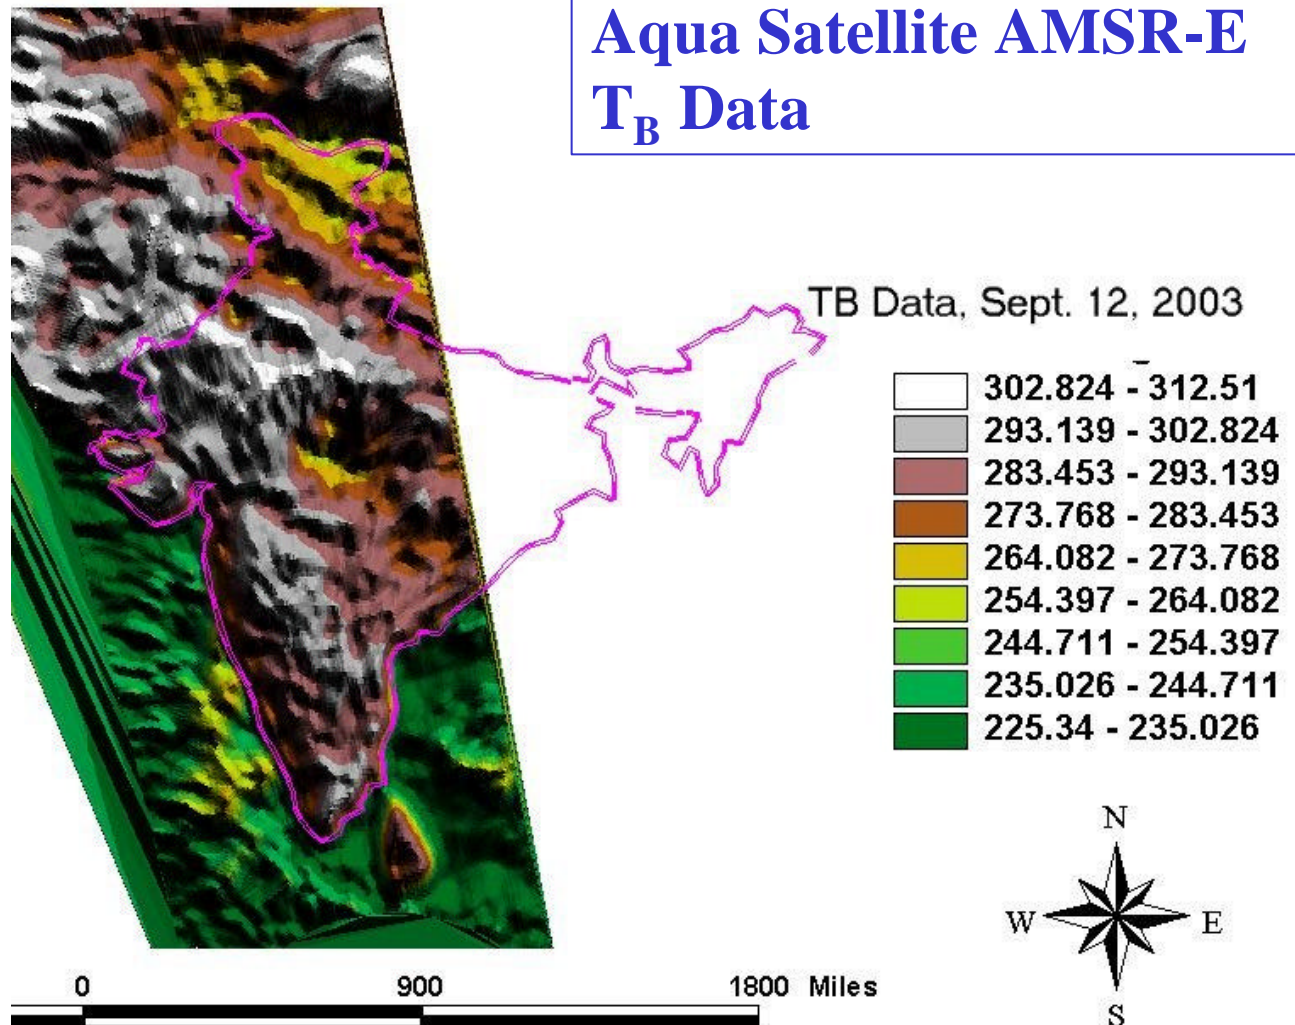 Aqua Satellite AMSR-E
T_B Data
TB Data, Sept. 12, 2003
302.824 - 312.51
293.139 - 302.824
283.453 - 293.139
273.768 - 283.453
264.082 - 273.768
254.397 - 264.082
244.711 - 254.397
235.026 - 244.711
225.34 - 235.026
N
W E
S
0 900 1800 Miles